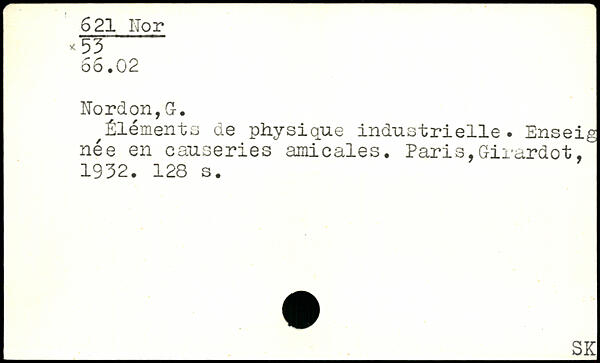 621 Nor
×53
66.02
Nordon,G.
Éléments de physique industrielle. Enseig
née en causeries amicales. Paris,Girardot,
1932. 128 s.
SK